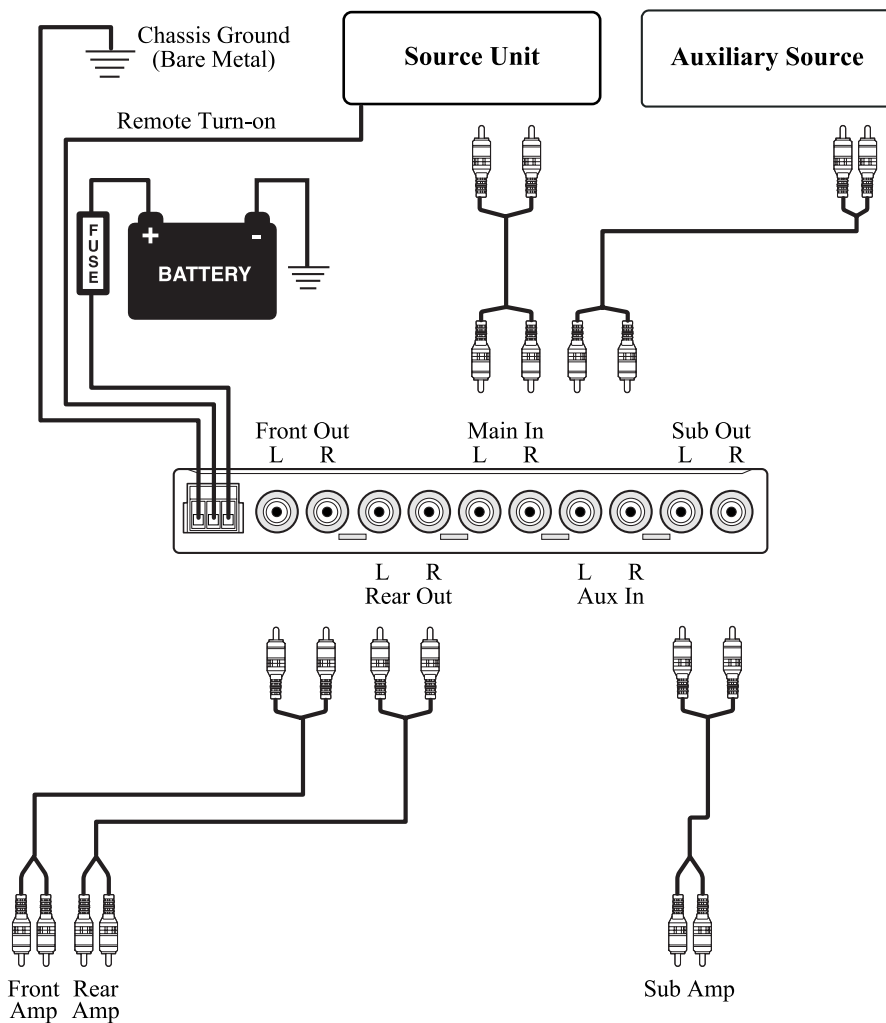 Chassis Ground
(Bare Metal)
Source Unit
Auxiliary Source
Remote Turn-on
FUSE
+ -
BATTERY
Front Out
L R
Main In
L R
Sub Out
L R
L R
Rear Out
L R
Aux In
Front
Amp
Rear
Amp
Sub Amp